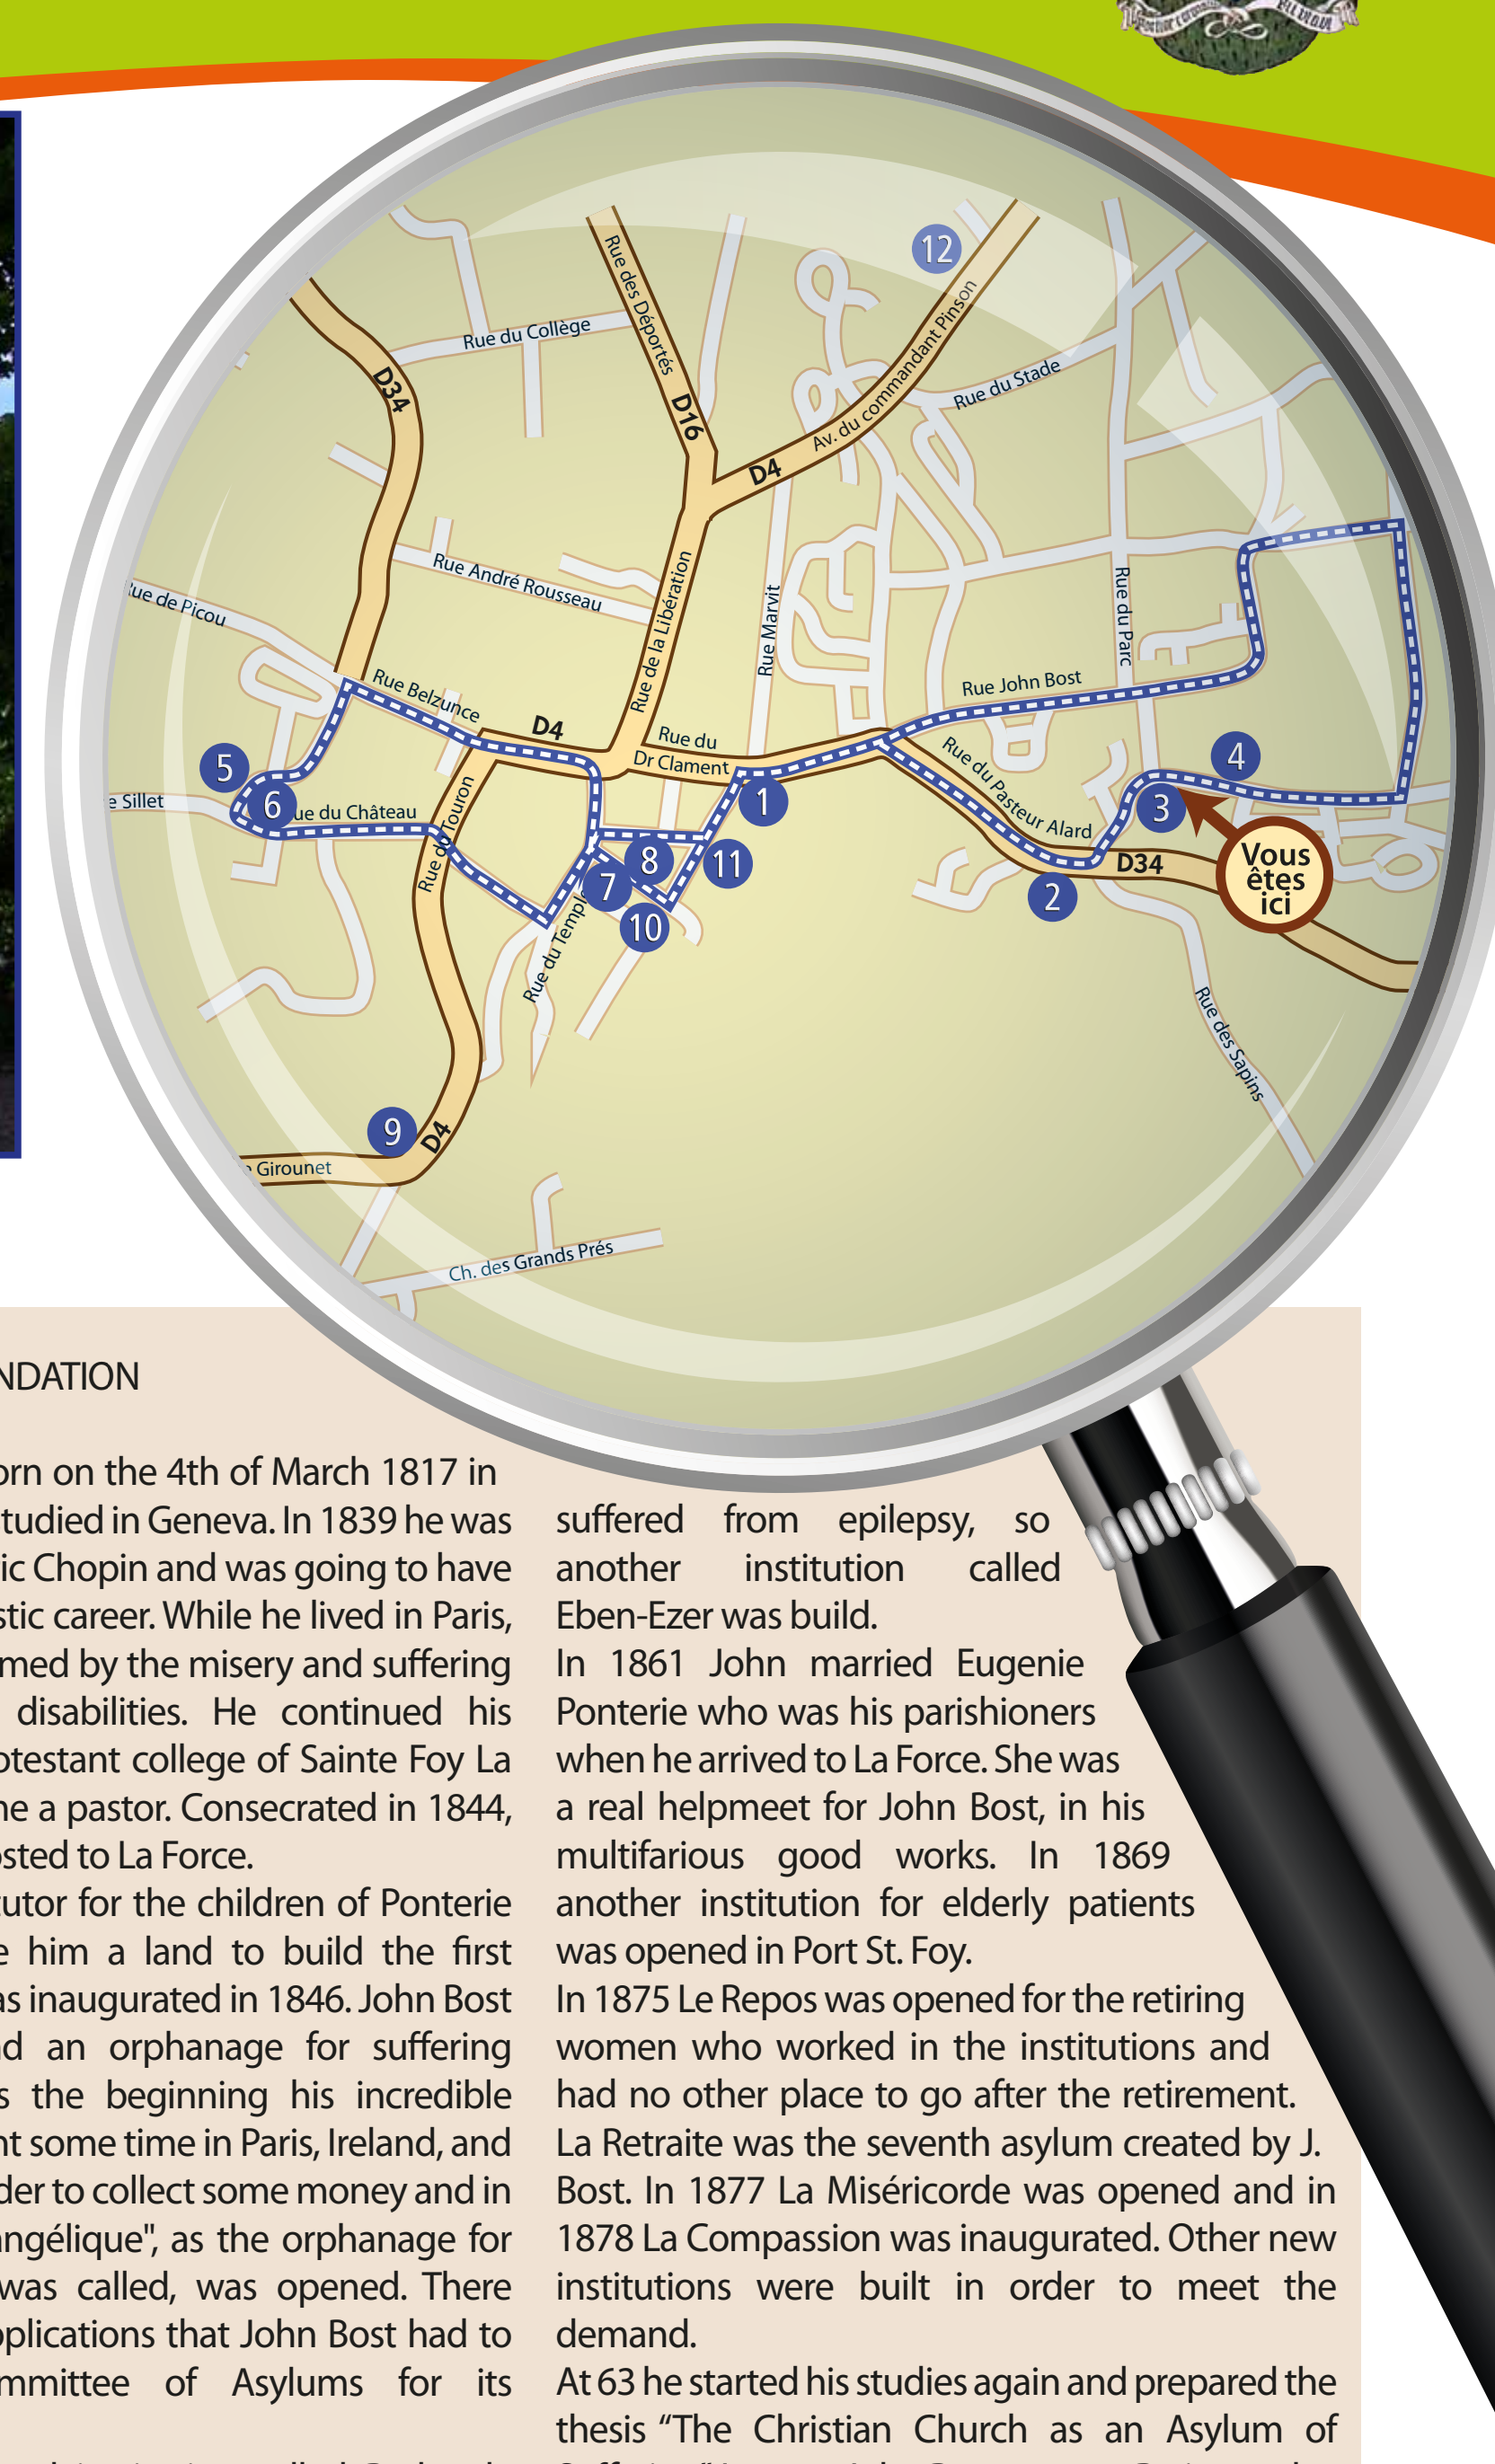 12
Rue des Déportés
Rue du Collège
D34
D16
D4
Av. du commandant Pinson
Rue du Stade
Rue André Rousseau
Rue de la Libération
Rue Marvit
Rue du Parc
Rue de Picou
Rue Belzunce
D4
Rue du
Dr Clament
Rue John Bost
Rue du Pasteur Alard
5
6
4
3
1
e Sillet
ue du Château
Rue du Touron
8
11
7
10
2
D34
Vous
êtes
ici
Rue du Temple
Rue des Sapins
9
D4
e Girounet
Ch. des Grands Prés
NDATION
orn on the 4th of March 1817 in
tudied in Geneva. In 1839 he was
ic Chopin and was going to have
stic career. While he lived in Paris,
med by the misery and suffering
disabilities. He continued his
otestant college of Sainte Foy La
ne a pastor. Consecrated in 1844,
osted to La Force.
utor for the children of Ponterie
e him a land to build the first
as inaugurated in 1846. John Bost
nd an orphanage for suffering
s the beginning his incredible
nt some time in Paris, Ireland, and
der to collect some money and in
angélique", as the orphanage for
was called, was opened. There
pplications that John Bost had to
mmittee of Asylums for its
suffered from epilepsy, so
another institution called
Eben-Ezer was build.
In 1861 John married Eugenie
Ponterie who was his parishioners
when he arrived to La Force. She was
a real helpmeet for John Bost, in his
multifarious good works. In 1869
another institution for elderly patients
was opened in Port St. Foy.
In 1875 Le Repos was opened for the retiring
women who worked in the institutions and
had no other place to go after the retirement.
La Retraite was the seventh asylum created by J.
Bost. In 1877 La Miséricorde was opened and in
1878 La Compassion was inaugurated. Other new
institutions were built in order to meet the
demand.
At 63 he started his studies again and prepared the
thesis “The Christian Church as an Asylum of